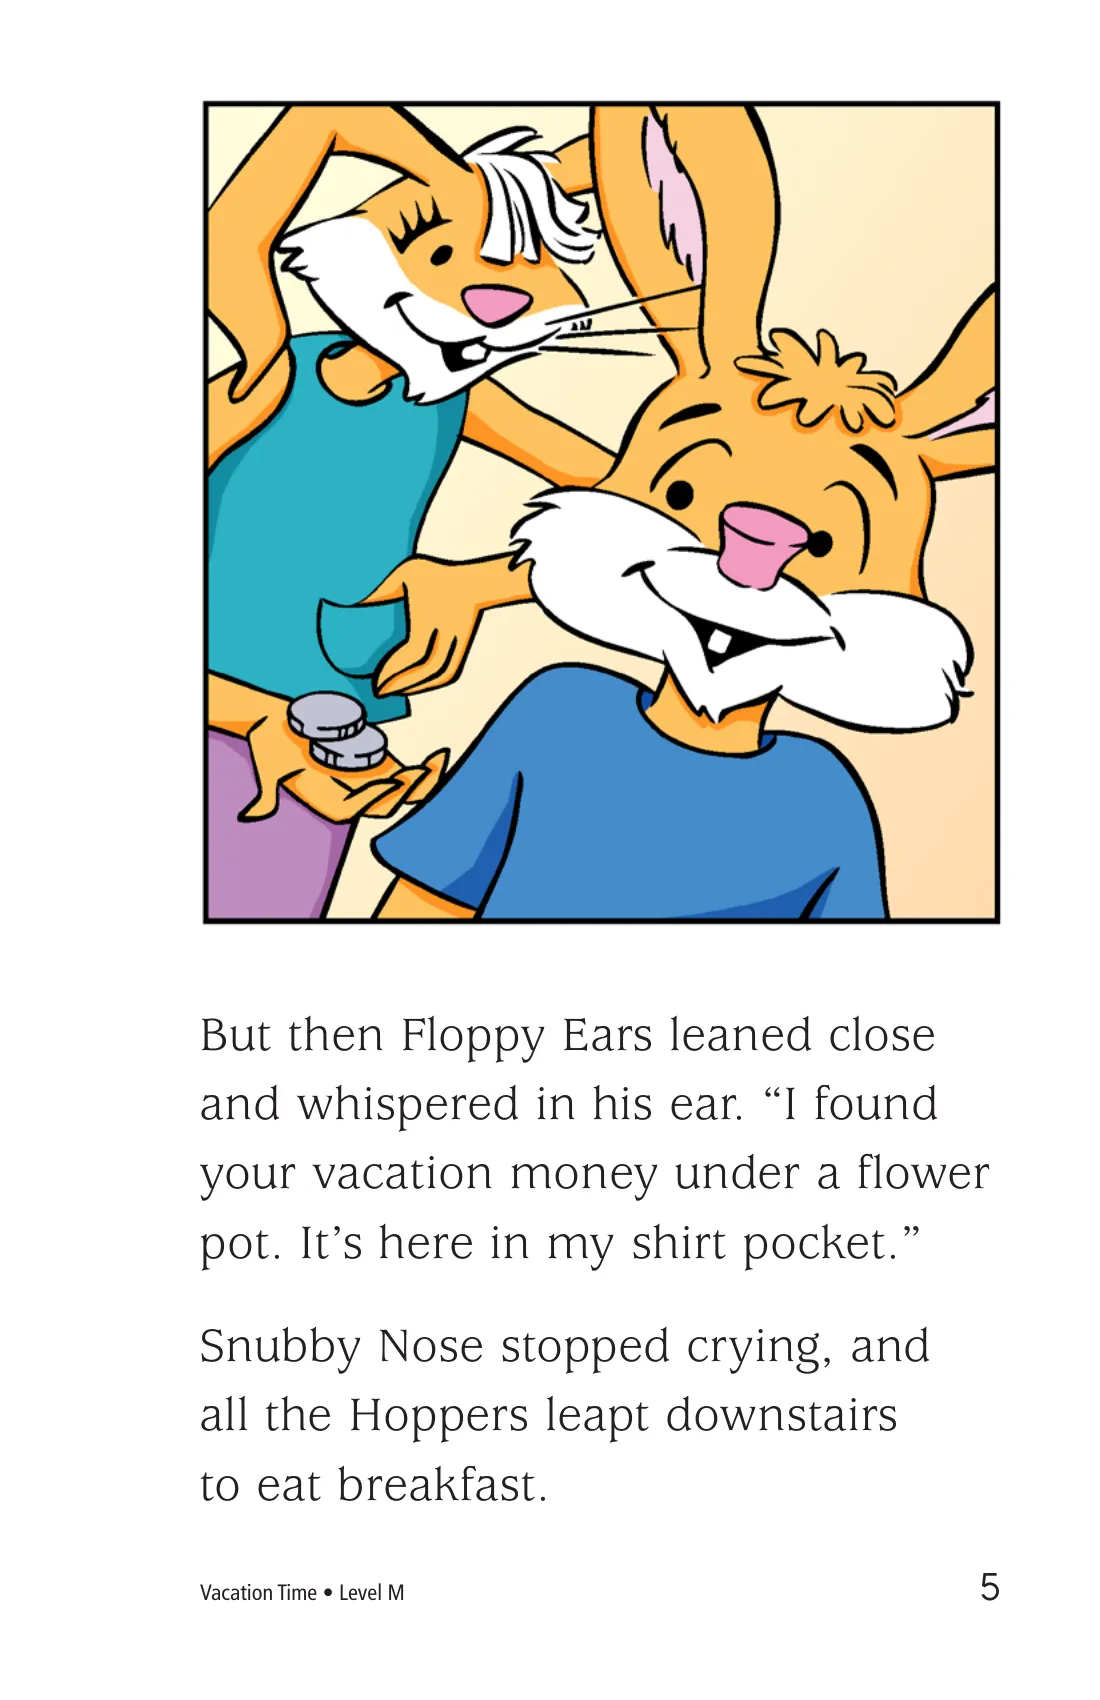 But then Floppy Ears leaned close
and whispered in his ear. “I found
your vacation money under a flower
pot. It’s here in my shirt pocket.”
Snubby Nose stopped crying, and
all the Hoppers leapt downstairs
to eat breakfast.
Vacation Time • Level M
5